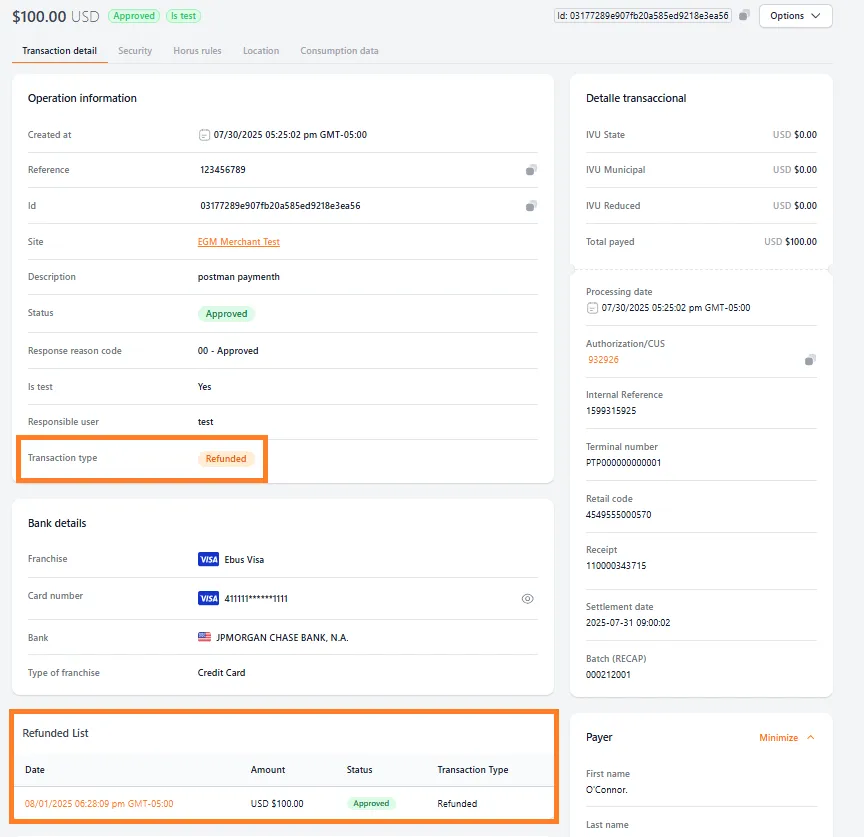 $100.00 USD Approved Is test
Id: 03177289e907fb20a585ed9218e3ea56 Options
Transaction detail Security Horus rules Location Consumption data
Operation information
Created at 07/30/2025 05:25:02 pm GMT-05:00
Reference 123456789
Id 03177289e907fb20a585ed9218e3ea56
Site EGM Merchant Test
Description postman paymenth
Status Approved
Response reason code 00 - Approved
Is test Yes
Responsible user test
Transaction type Refunded
Bank details
Franchise VISA Ebus Visa
Card number VISA 411111******1111
Bank JPMORGAN CHASE BANK, N.A.
Type of franchise Credit Card
Refunded List
Date Amount Status Transaction Type
08/01/2025 06:28:09 pm GMT-05:00 USD $100.00 Approved Refunded
Detalle transaccional
IVU State USD $0.00
IVU Municipal USD $0.00
IVU Reduced USD $0.00
Total payed USD $100.00
Processing date
07/30/2025 05:25:02 pm GMT-05:00
Authorization/CUS
932926
Internal Reference
1599315925
Terminal number
PTP000000000001
Retail code
4549555000570
Receipt
110000343715
Settlement date
2025-07-31 09:00:02
Batch (RECAP)
000212001
Payer Minimize
First name
O'Connor.
Last name